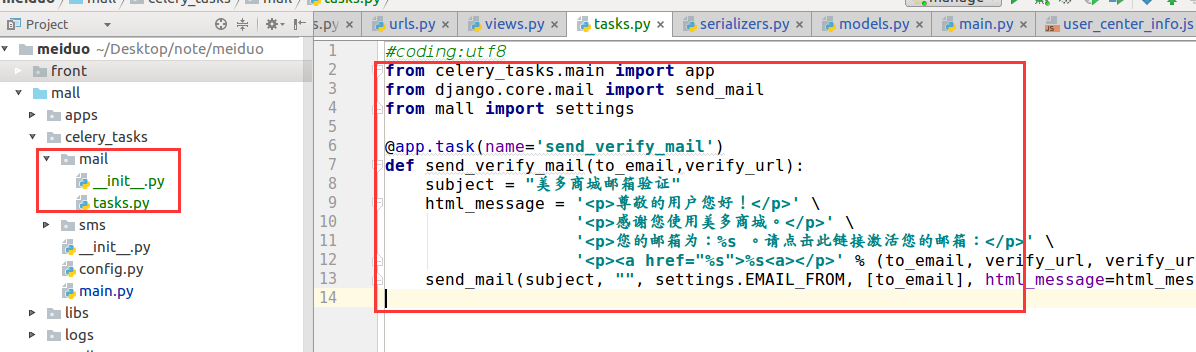 mall celery_tasks mail tasks.py
manage
Project
s.py urls.py views.py tasks.py serializers.py models.py main.py user_center_info.js
meiduo ~/Desktop/note/meiduo
front
mall
apps
celery_tasks
mail
__init__.py
tasks.py
sms
__init__.py
config.py
main.py
libs
logs
1 #coding:utf8
2 from celery_tasks.main import app
3 from django.core.mail import send_mail
4 from mall import settings
5
6 @app.task(name='send_verify_mail')
7 def send_verify_mail(to_email,verify_url):
8 subject = "美多商城邮箱验证"
9 html_message = '<p>尊敬的用户您好！</p>' \
10 '<p>感谢您使用美多商城。</p>' \
11 '<p>您的邮箱为：%s 。请点击此链接激活您的邮箱：</p>' \
12 '<p><a href="%s">%s<a></p>' % (to_email, verify_url, verify_ur
13 send_mail(subject, "", settings.EMAIL_FROM, [to_email], html_message=html_mes
14